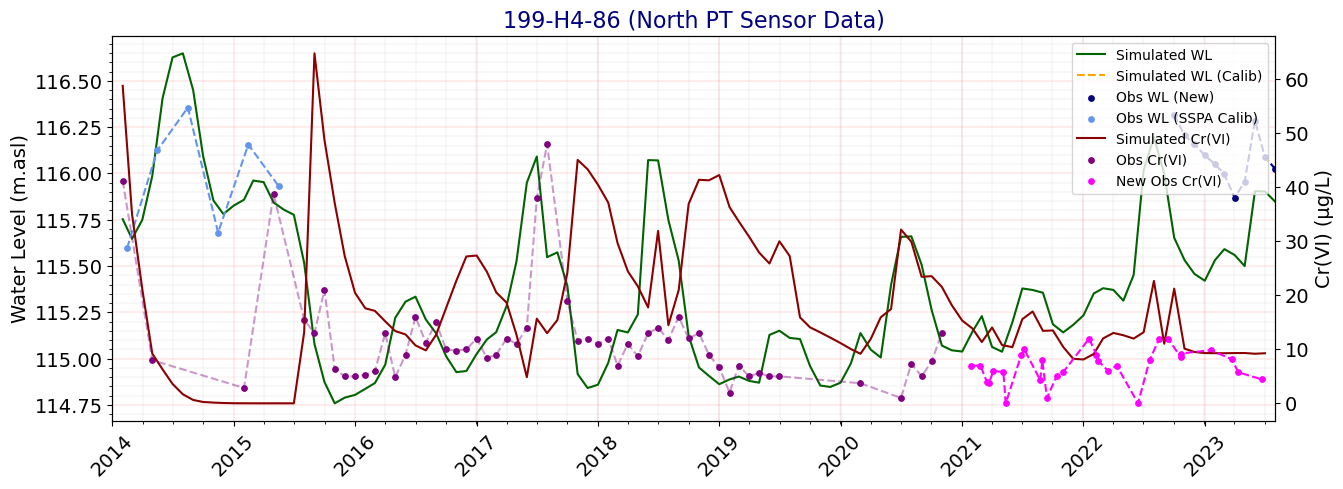 199-H4-86 (North PT Sensor Data)
Water Level (m.asl)
116.50
116.25
116.00
115.75
115.50
115.25
115.00
114.75
Simulated WL
Simulated WL (Calib)
Obs WL (New)
Obs WL (SSPA Calib)
Simulated Cr(VI)
Obs Cr(VI)
New Obs Cr(VI)
60
50
40
30
20
10
0
Cr(VI) (µg/L)
2014
2015
2016
2017
2018
2019
2020
2021
2022
2023